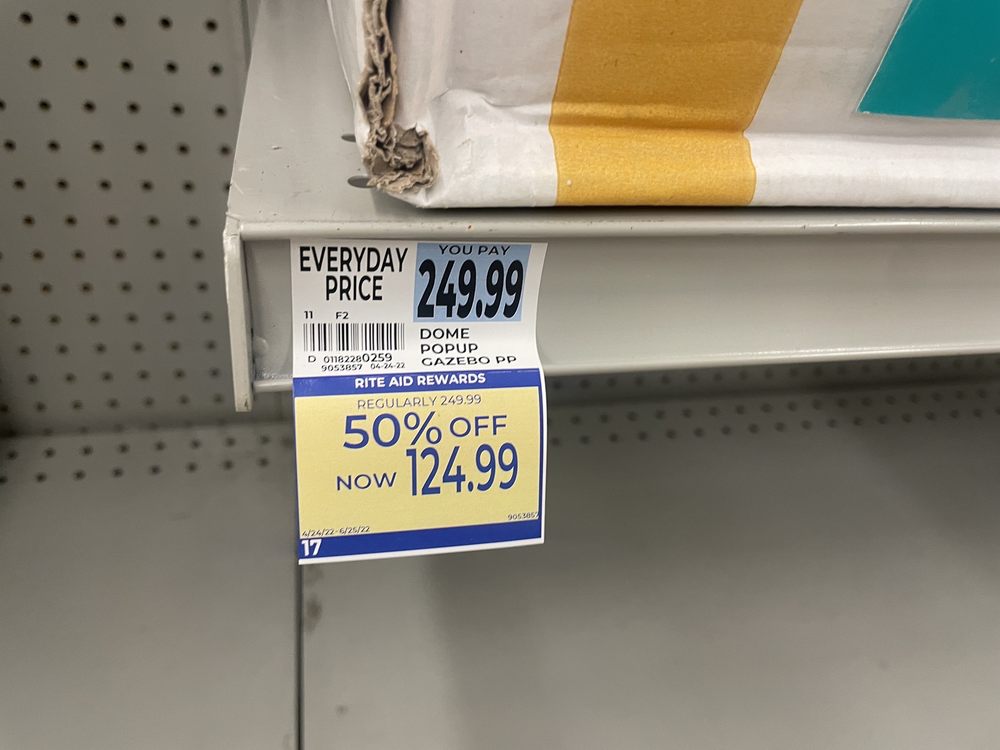 EVERYDAY
PRICE
YOU PAY
249.99
11 F2
D 01182280259
9053857 04-24-22
DOME
POPUP
GAZEBO PP
RITE AID REWARDS
REGULARLY 249.99
50% OFF
NOW 124.99
9053857
4/24/22-6/25/22
17